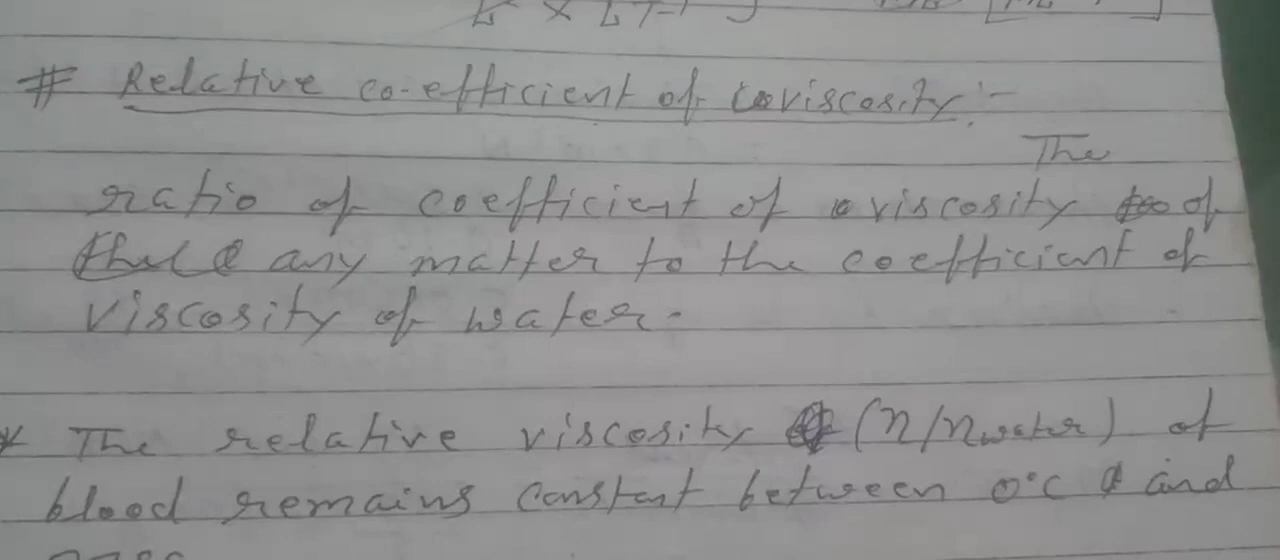 # Relative co-efficient of viscosity :-
The
ratio of coefficient of viscosity of
any matter to the coefficient of
viscosity of water.
* The relative viscosity (η/ηwater) of
blood remains constant between 0°C and